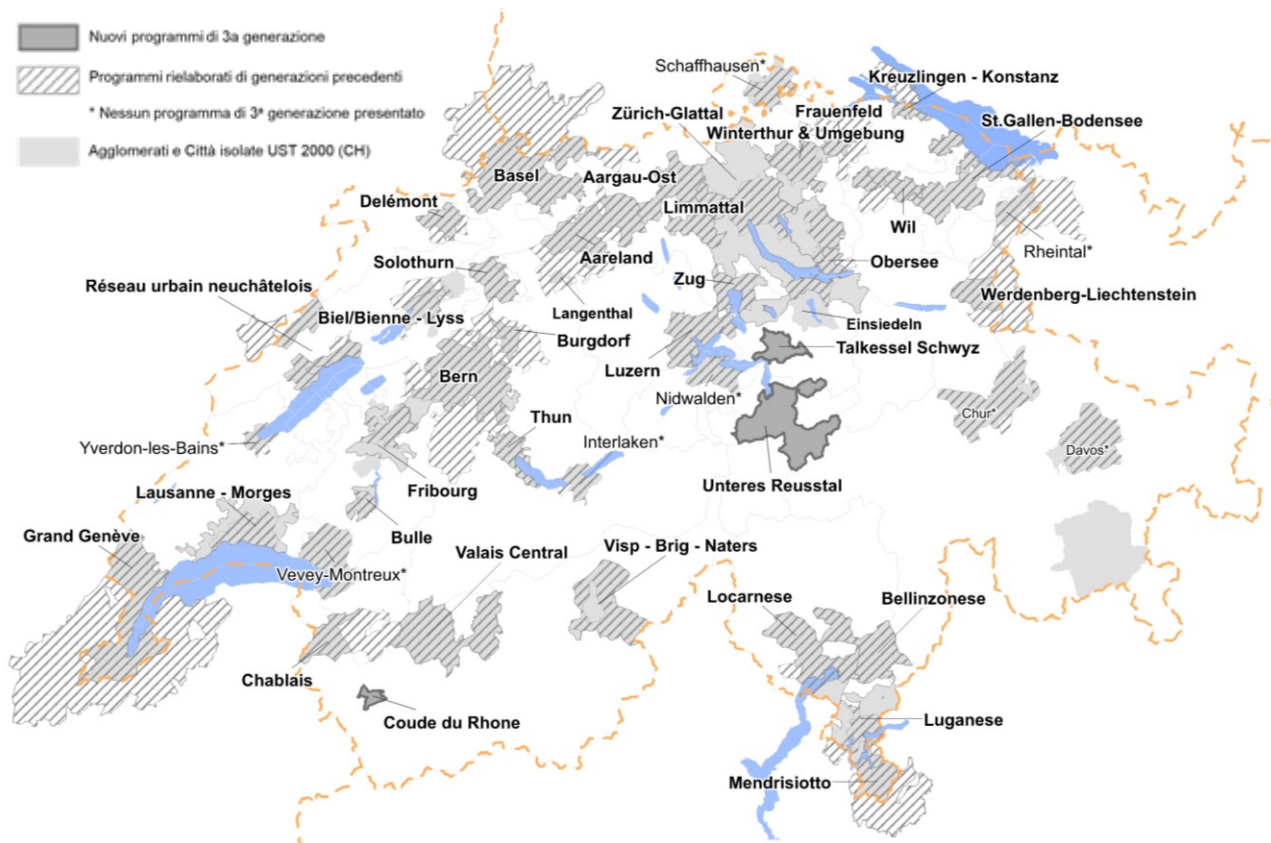 Nuovi programmi di 3a generazione
Programmi rielaborati di generazioni precedenti
* Nessun programma di 3ª generazione presentato
Agglomerati e Città isolate UST 2000 (CH)
Schaffhausen*
Kreuzlingen - Konstanz
Zürich-Glattal
Frauenfeld
St.Gallen-Bodensee
Winterthur & Umgebung
Basel
Aargau-Ost
Delémont
Limmattal
Wil
Rheintal*
Solothurn
Aareland
Obersee
Réseau urbain neuchâtelois
Zug
Werdenberg-Liechtenstein
Biel/Bienne - Lyss
Langenthal
Einsiedeln
Burgdorf
Talkessel Schwyz
Luzern
Bern
Nidwalden*
Chur*
Thun
Yverdon-les-Bains*
Interlaken*
Davos*
Unteres Reusstal
Fribourg
Lausanne - Morges
Grand Genève
Bulle
Valais Central
Visp - Brig - Naters
Vevey-Montreux*
Locarnese
Bellinzonese
Chablais
Coude du Rhone
Luganese
Mendrisiotto